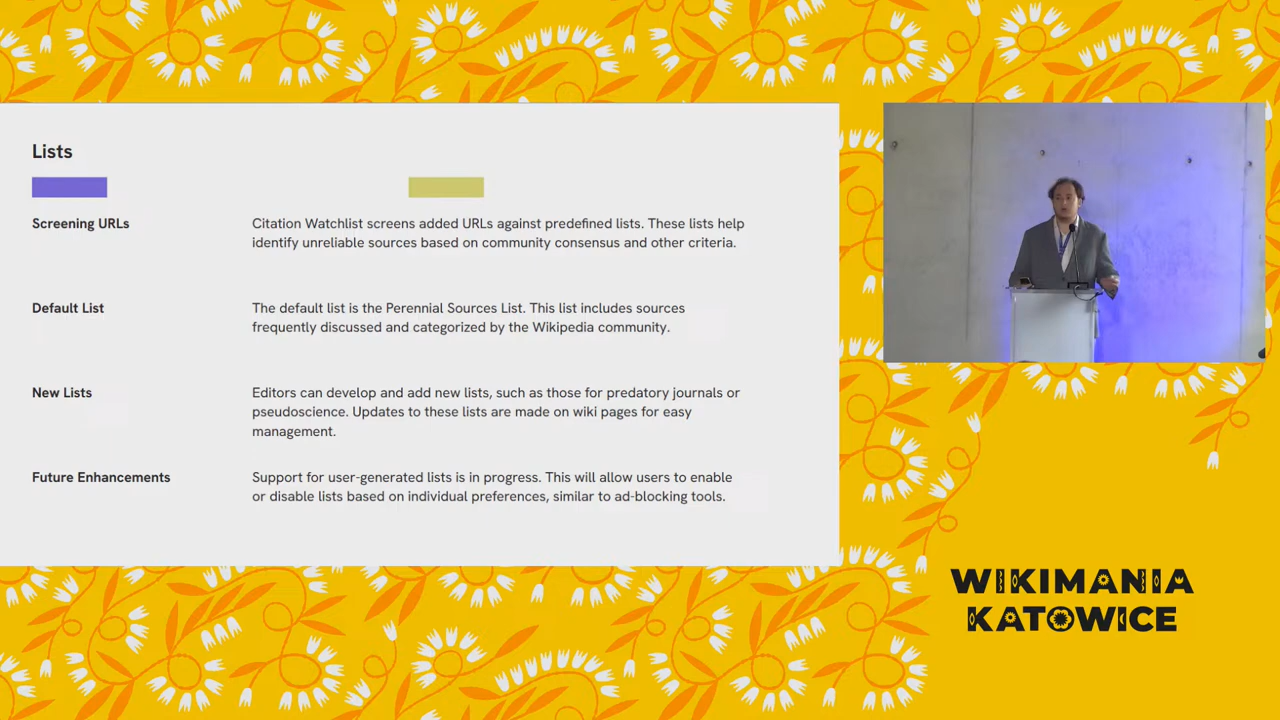 Lists
Screening URLs
Citation Watchlist screens added URLs against predefined lists. These lists help
identify unreliable sources based on community consensus and other criteria.
Default List
The default list is the Perennial Sources List. This list includes sources
frequently discussed and categorized by the Wikipedia community.
New Lists
Editors can develop and add new lists, such as those for predatory journals or
pseudoscience. Updates to these lists are made on wiki pages for easy
management.
Future Enhancements
Support for user-generated lists is in progress. This will allow users to enable
or disable lists based on individual preferences, similar to ad-blocking tools.
WIKIMANIA
KATOWICE